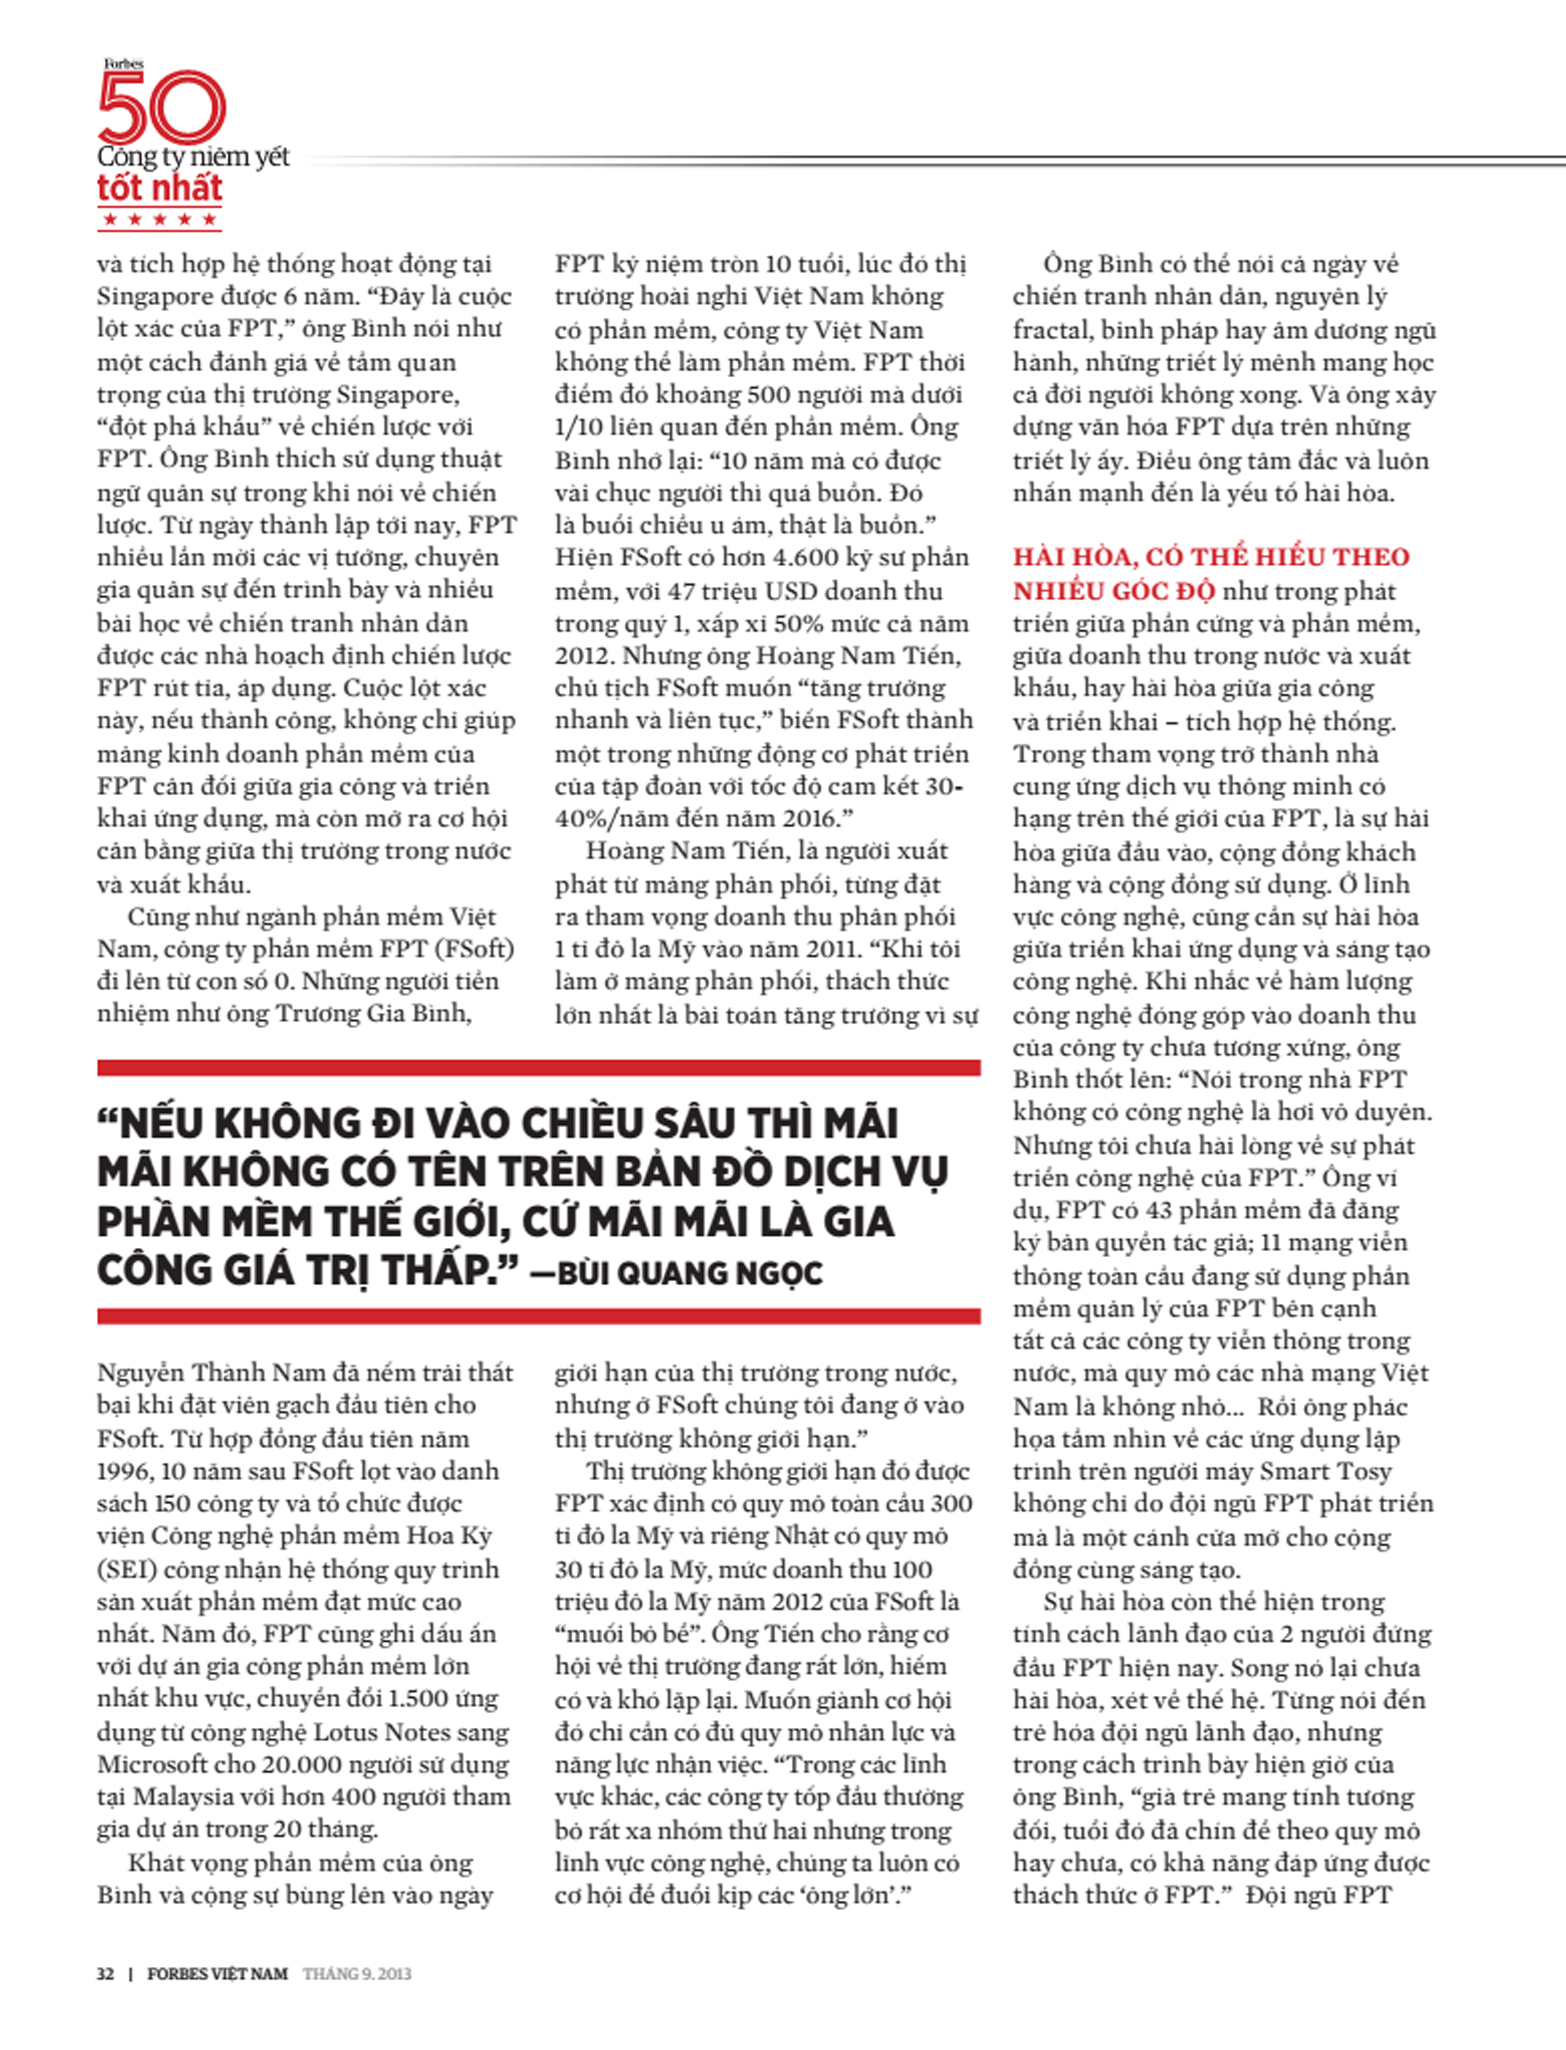 Forbes
50
Công ty niêm yết
tốt nhất
và tích hợp hệ thống hoạt động tại
Singapore được 6 năm. “Đây là cuộc
lột xác của FPT,” ông Bình nói như
một cách đánh giá về tầm quan
trọng của thị trường Singapore,
“đột phá khẩu” về chiến lược với
FPT. Ông Bình thích sử dụng thuật
ngữ quân sự trong khi nói về chiến
lược. Từ ngày thành lập tới nay, FPT
nhiều lần mời các vị tướng, chuyên
gia quân sự đến trình bày và nhiều
bài học về chiến tranh nhân dân
được các nhà hoạch định chiến lược
FPT rút tỉa, áp dụng. Cuộc lột xác
này, nếu thành công, không chỉ giúp
mảng kinh doanh phần mềm của
FPT cân đối giữa gia công và triển
khai ứng dụng, mà còn mở ra cơ hội
cân bằng giữa thị trường trong nước
và xuất khẩu.
Cũng như ngành phần mềm Việt
Nam, công ty phần mềm FPT (FSoft)
đi lên từ con số 0. Những người tiền
nhiệm như ông Trương Gia Bình,
“NẾU KHÔNG ĐI VÀO CHIỀU SÂU THÌ MÃI
MÃI KHÔNG CÓ TÊN TRÊN BẢN ĐỒ DỊCH VỤ
PHẦN MỀM THẾ GIỚI, CỨ MÃI MÃI LÀ GIA
CÔNG GIÁ TRỊ THẤP.” —BÙI QUANG NGỌC
Nguyễn Thành Nam đã nếm trải thất
bại khi đặt viên gạch đầu tiên cho
FSoft. Từ hợp đồng đầu tiên năm
1996, 10 năm sau FSoft lọt vào danh
sách 150 công ty và tổ chức được
viện Công nghệ phần mềm Hoa Kỳ
(SEI) công nhận hệ thống quy trình
sản xuất phần mềm đạt mức cao
nhất. Năm đó, FPT cũng ghi dấu ấn
với dự án gia công phần mềm lớn
nhất khu vực, chuyển đổi 1.500 ứng
dụng từ công nghệ Lotus Notes sang
Microsoft cho 20.000 người sử dụng
tại Malaysia với hơn 400 người tham
gia dự án trong 20 tháng.
Khát vọng phần mềm của ông
Bình và cộng sự bùng lên vào ngày
FPT kỷ niệm tròn 10 tuổi, lúc đó thị
trường hoài nghi Việt Nam không
có phần mềm, công ty Việt Nam
không thể làm phần mềm. FPT thời
điểm đó khoảng 500 người mà dưới
1/10 liên quan đến phần mềm. Ông
Bình nhớ lại: “10 năm mà có được
vài chục người thì quá buồn. Đó
là buổi chiều u ám, thật là buồn.”
Hiện FSoft có hơn 4.600 kỹ sư phần
mềm, với 47 triệu USD doanh thu
trong quý 1, xấp xỉ 50% mức cả năm
2012. Nhưng ông Hoàng Nam Tiến,
chủ tịch FSoft muốn “tăng trưởng
nhanh và liên tục,” biến FSoft thành
một trong những động cơ phát triển
của tập đoàn với tốc độ cam kết 30-
40%/năm đến năm 2016.”
Hoàng Nam Tiến, là người xuất
phát từ mảng phân phối, từng đặt
ra tham vọng doanh thu phân phối
1 tỉ đô la Mỹ vào năm 2011. “Khi tôi
làm ở mảng phân phối, thách thức
lớn nhất là bài toán tăng trưởng vì sự
giới hạn của thị trường trong nước,
nhưng ở FSoft chúng tôi đang ở vào
thị trường không giới hạn.”
Thị trường không giới hạn đó được
FPT xác định có quy mô toàn cầu 300
tỉ đô la Mỹ và riêng Nhật có quy mô
30 tỉ đô la Mỹ, mức doanh thu 100
triệu đô la Mỹ năm 2012 của FSoft là
“muối bỏ bể”. Ông Tiến cho rằng cơ
hội về thị trường đang rất lớn, hiếm
có và khó lặp lại. Muốn giành cơ hội
đó chỉ cần có đủ quy mô nhân lực và
năng lực nhận việc. “Trong các lĩnh
vực khác, các công ty tốp đầu thường
bỏ rất xa nhóm thứ hai nhưng trong
lĩnh vực công nghệ, chúng ta luôn có
cơ hội để đuổi kịp các ‘ông lớn’.”
Ông Bình có thể nói cả ngày về
chiến tranh nhân dân, nguyên lý
fractal, binh pháp hay âm dương ngũ
hành, những triết lý mênh mang học
cả đời người không xong. Và ông xây
dựng văn hóa FPT dựa trên những
triết lý ấy. Điều ông tâm đắc và luôn
nhấn mạnh đến là yếu tố hài hòa.
HÀI HÒA, CÓ THỂ HIỂU THEO
NHIỀU GÓC ĐỘ như trong phát
triển giữa phần cứng và phần mềm,
giữa doanh thu trong nước và xuất
khẩu, hay hài hòa giữa gia công
và triển khai – tích hợp hệ thống.
Trong tham vọng trở thành nhà
cung ứng dịch vụ thông minh có
hạng trên thế giới của FPT, là sự hài
hòa giữa đầu vào, cộng đồng khách
hàng và cộng đồng sử dụng. Ở lĩnh
vực công nghệ, cũng cần sự hài hòa
giữa triển khai ứng dụng và sáng tạo
công nghệ. Khi nhắc về hàm lượng
công nghệ đóng góp vào doanh thu
của công ty chưa tương xứng, ông
Bình thốt lên: “Nói trong nhà FPT
không có công nghệ là hơi vô duyên.
Nhưng tôi chưa hài lòng về sự phát
triển công nghệ của FPT.” Ông ví
dụ, FPT có 43 phần mềm đã đăng
ký bản quyền tác giả; 11 mạng viễn
thông toàn cầu đang sử dụng phần
mềm quản lý của FPT bên cạnh
tất cả các công ty viễn thông trong
nước, mà quy mô các nhà mạng Việt
Nam là không nhỏ... Rồi ông phác
họa tầm nhìn về các ứng dụng lập
trình trên người máy Smart Tosy
không chỉ do đội ngũ FPT phát triển
mà là một cánh cửa mở cho cộng
đồng cùng sáng tạo.
Sự hài hòa còn thể hiện trong
tính cách lãnh đạo của 2 người đứng
đầu FPT hiện nay. Song nó lại chưa
hài hòa, xét về thế hệ. Từng nói đến
trẻ hóa đội ngũ lãnh đạo, nhưng
trong cách trình bày hiện giờ của
ông Bình, “già trẻ mang tính tương
đối, tuổi đó đã chín để theo quy mô
hay chưa, có khả năng đáp ứng được
thách thức ở FPT.” Đội ngũ FPT
32 | FORBES VIỆT NAM THÁNG 9. 2013